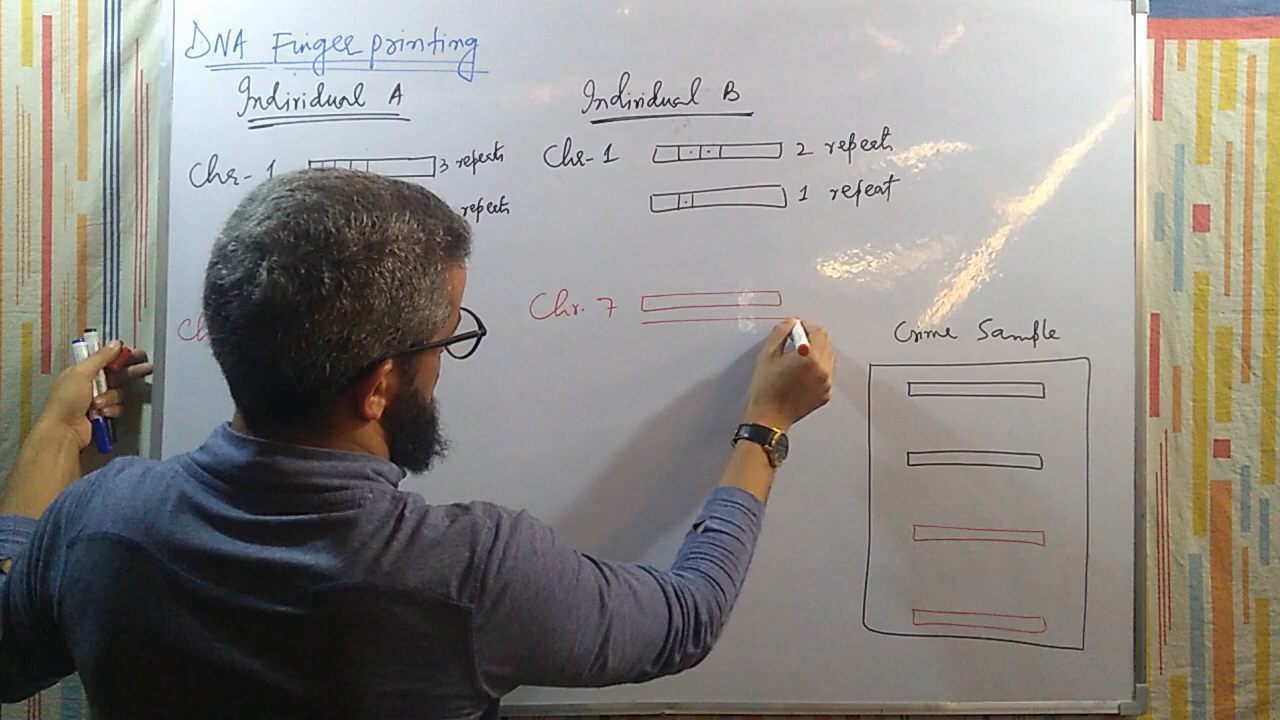 DNA Finger printing
Individual A
Individual B
Chr-1
3 repeats
Chr-1
2 repeats
repeats
1 repeat
Chr. 7
Crime Sample